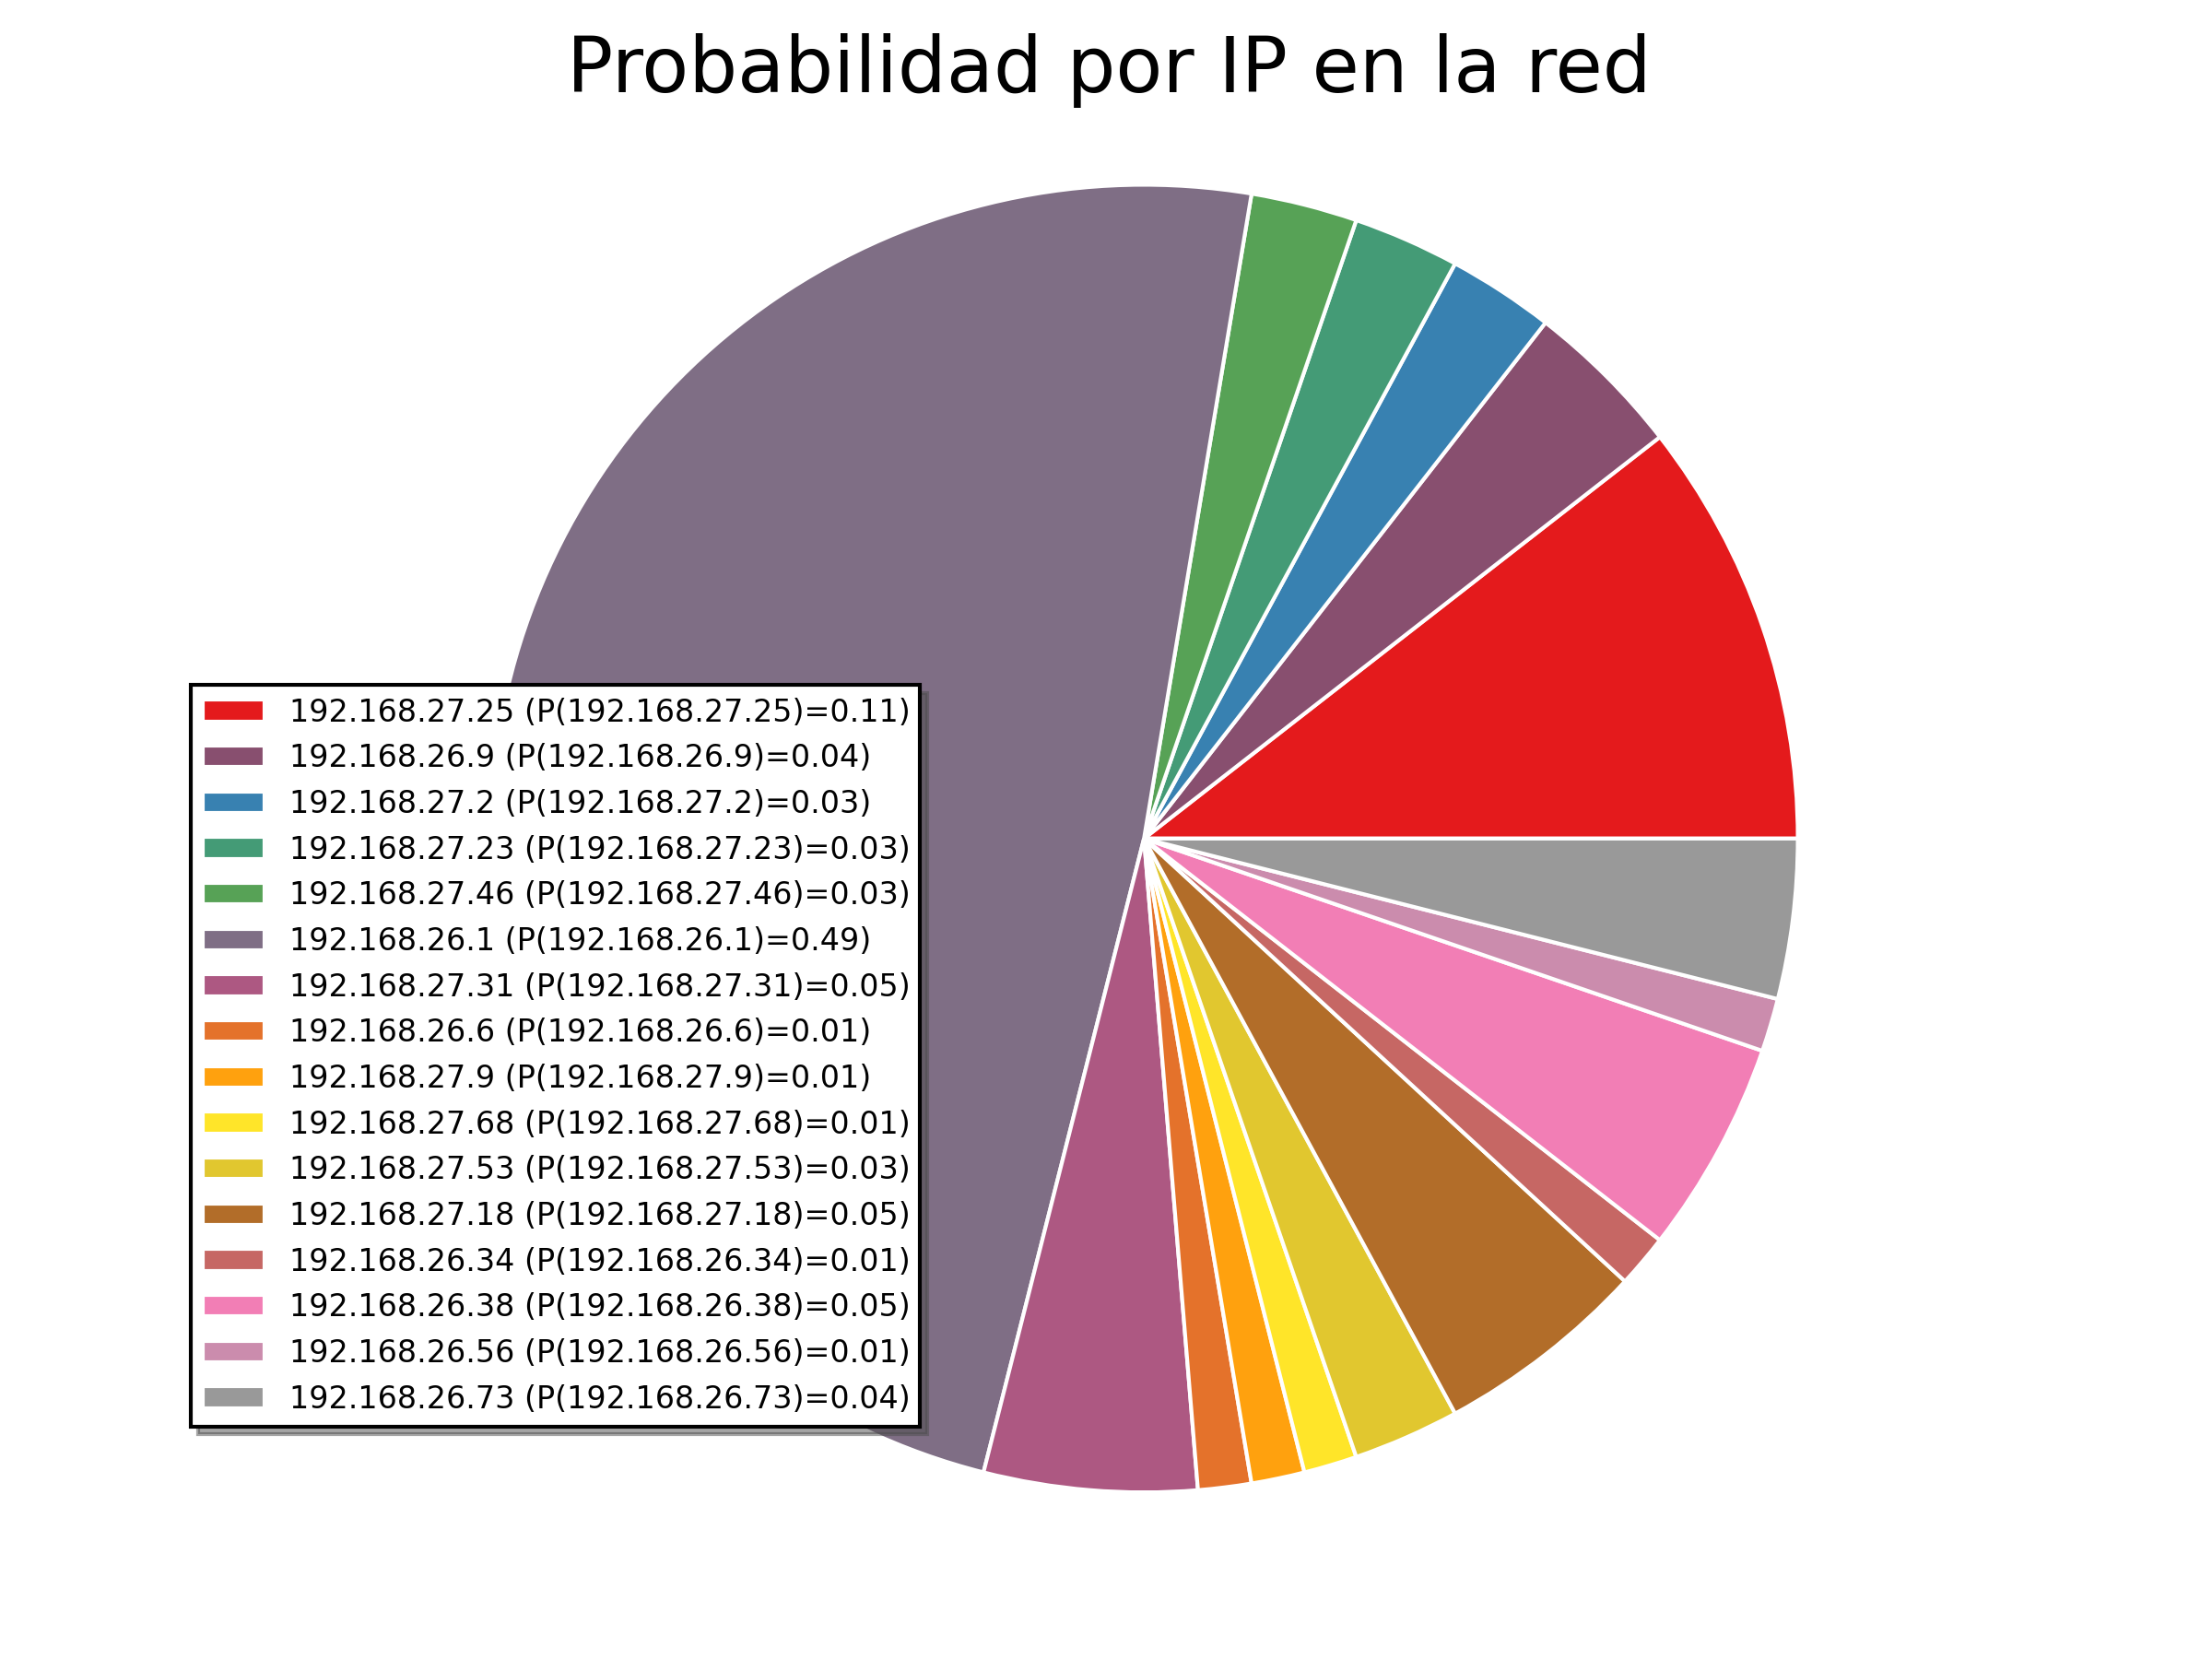 Probabilidad por IP en la red
192.168.27.25 (P(192.168.27.25)=0.11)
192.168.26.9 (P(192.168.26.9)=0.04)
192.168.27.2 (P(192.168.27.2)=0.03)
192.168.27.23 (P(192.168.27.23)=0.03)
192.168.27.46 (P(192.168.27.46)=0.03)
192.168.26.1 (P(192.168.26.1)=0.49)
192.168.27.31 (P(192.168.27.31)=0.05)
192.168.26.6 (P(192.168.26.6)=0.01)
192.168.27.9 (P(192.168.27.9)=0.01)
192.168.27.68 (P(192.168.27.68)=0.01)
192.168.27.53 (P(192.168.27.53)=0.03)
192.168.27.18 (P(192.168.27.18)=0.05)
192.168.26.34 (P(192.168.26.34)=0.01)
192.168.26.38 (P(192.168.26.38)=0.05)
192.168.26.56 (P(192.168.26.56)=0.01)
192.168.26.73 (P(192.168.26.73)=0.04)